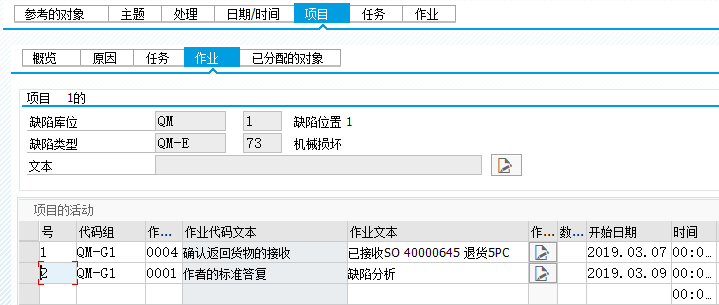 参考的对象 主题 处理 日期/时间 项目 任务 作业
概览 原因 任务 作业 已分配的对象
项目 1的
缺陷库位 QM 1 缺陷位置 1
缺陷类型 QM-E 73 机械损坏
文本
项目的活动
号 代码组 作... 作业代码文本 作业文本 作... 数... 开始日期 时间
1 QM-G1 0004 确认返回货物的接收 已接收SO 40000645 退货5PC 2019.03.07 00:0...
2 QM-G1 0001 作者的标准答复 缺陷分析 2019.03.09 00:0...
00:0...